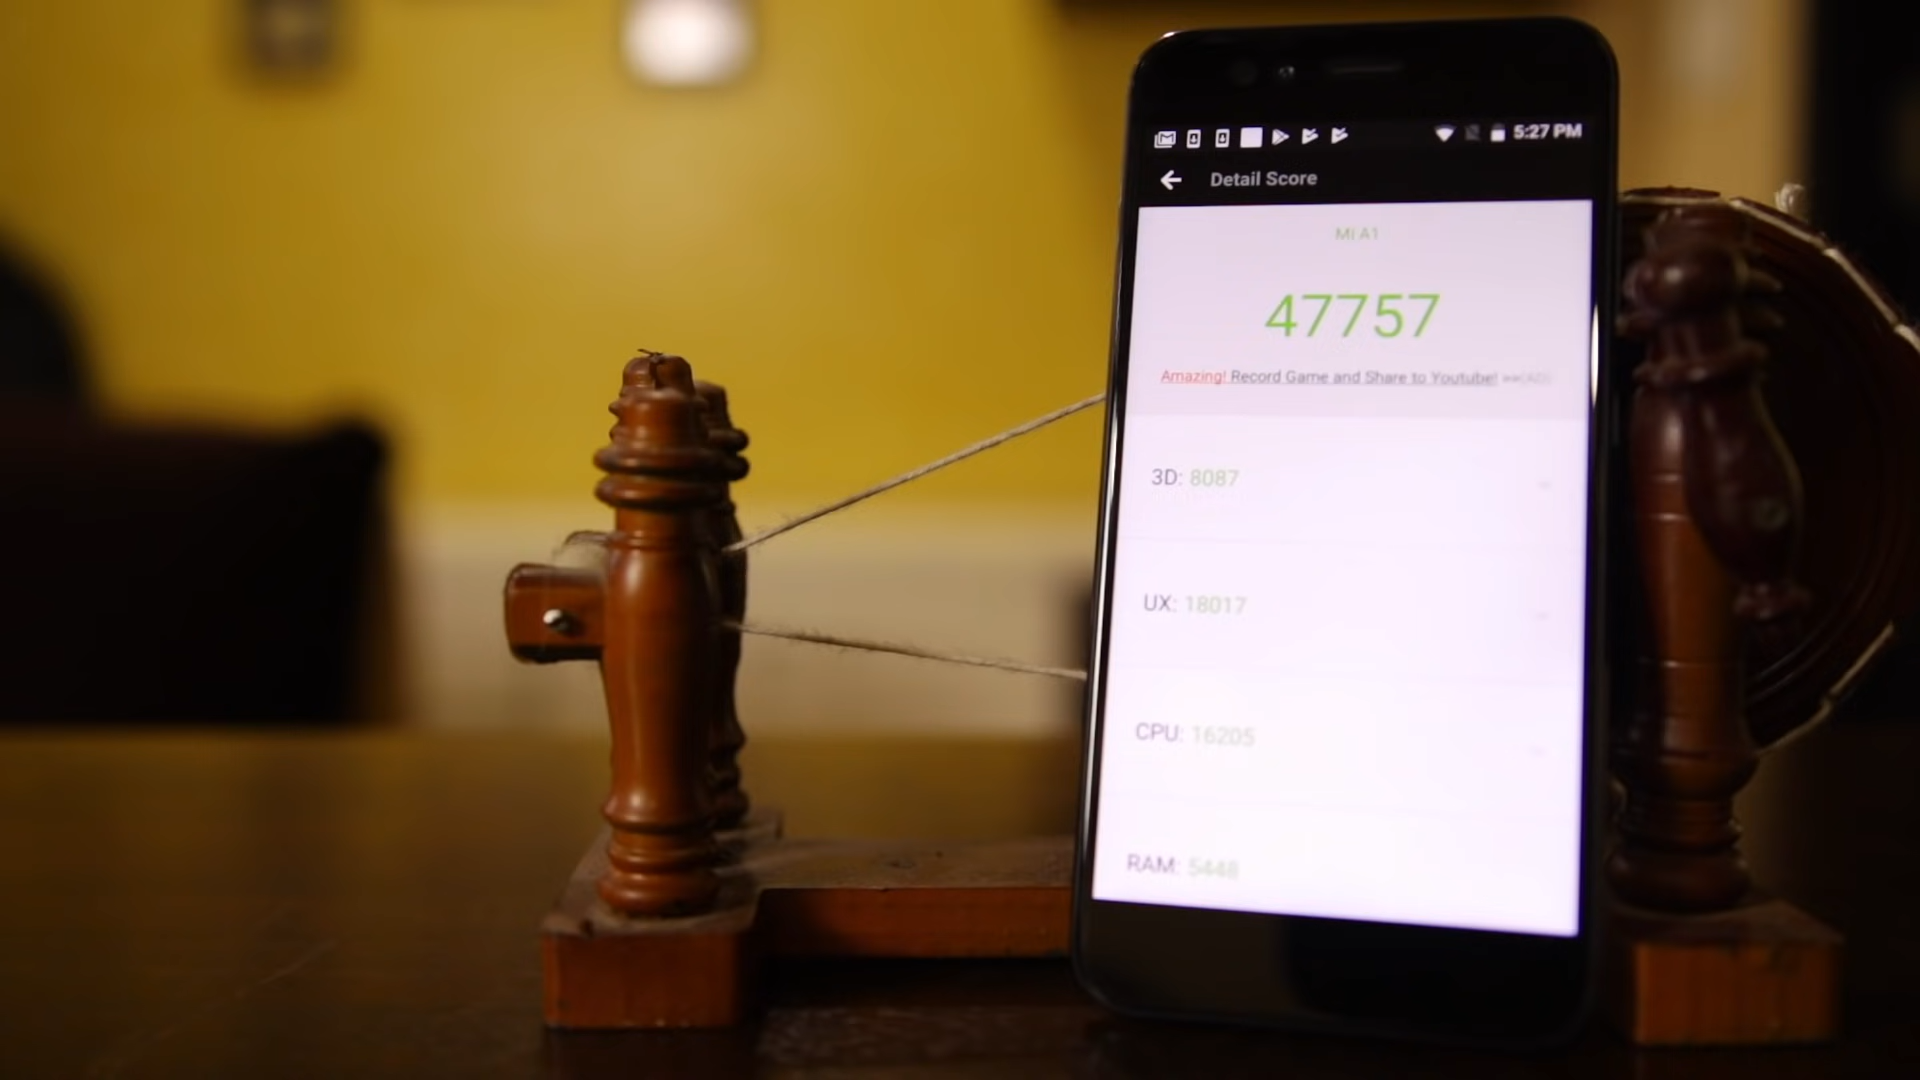 5:27 PM
Detail Score
Mi A1
47757
Amazing! Record Game and Share to Youtube!
3D: 8087
UX: 18017
CPU: 16205
RAM: 5448